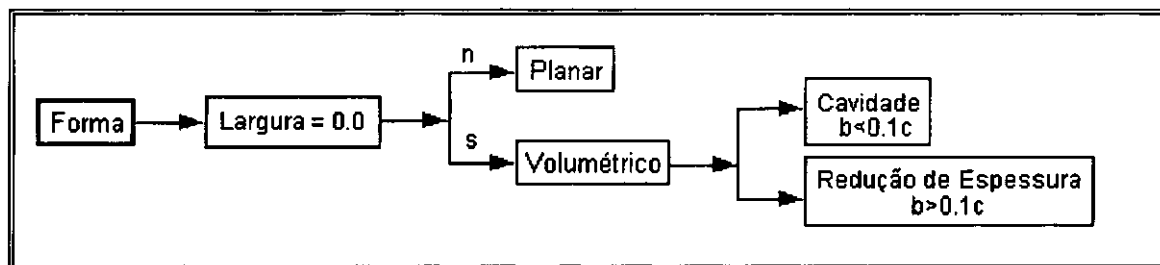 Forma
Largura = 0.0
n
Planar
s
Volumétrico
Cavidade
b<0.1c
Redução de Espessura
b>0.1c